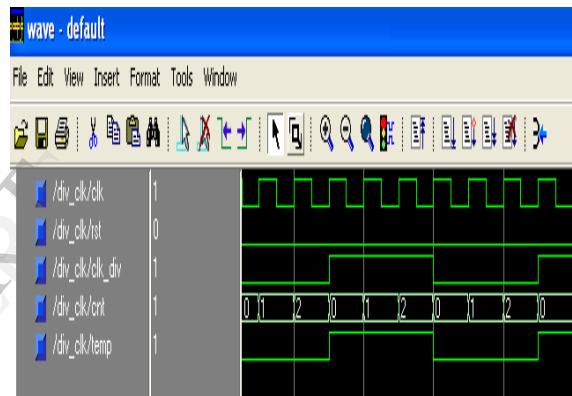 wave - default
File Edit View Insert Format Tools Window
/div_clk/clk 1
/div_clk/rst 0
/div_clk/clk_div 1
/div_clk/cnt 1 0 1 2 0 1 2 0 1 2 0
/div_clk/temp 1